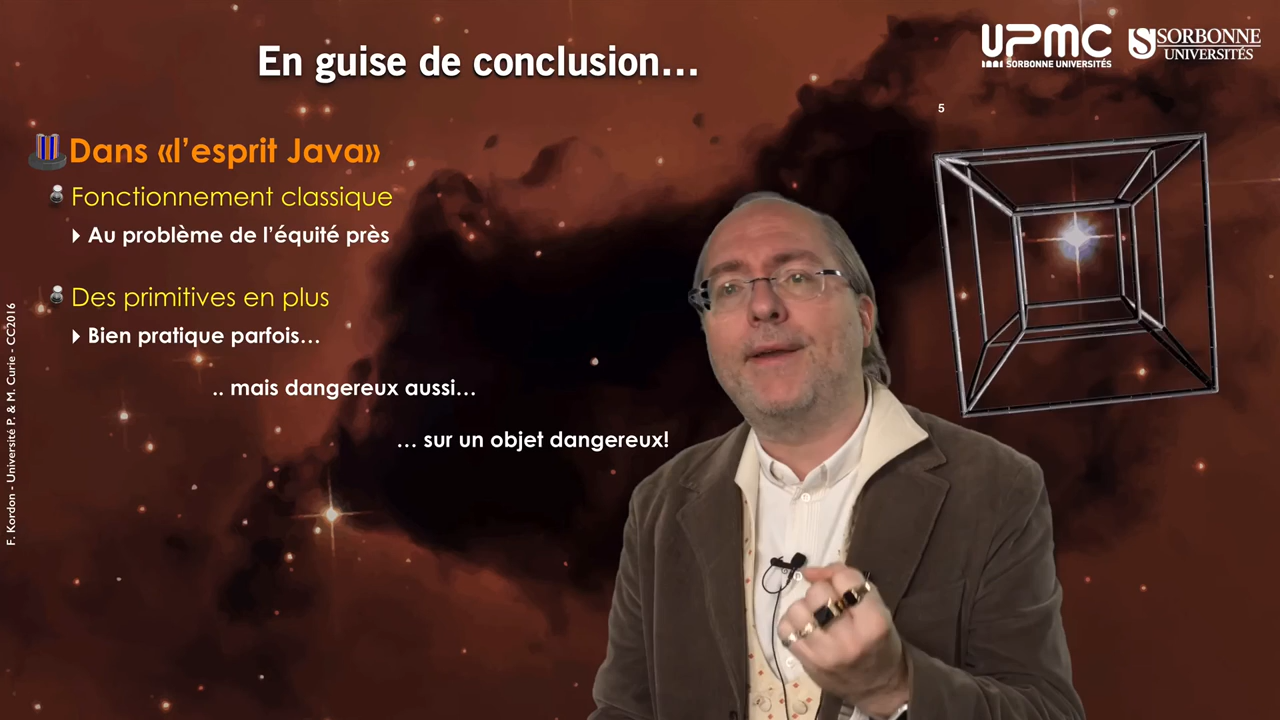 En guise de conclusion...
UPMC
SORBONNE UNIVERSITÉS
SORBONNE
UNIVERSITÉS
5
Dans «l'esprit Java»
Fonctionnement classique
Au problème de l'équité près
Des primitives en plus
Bien pratique parfois...
.. mais dangereux aussi...
... sur un objet dangereux!
F. Kordon - Université P. & M. Curie - CC2016